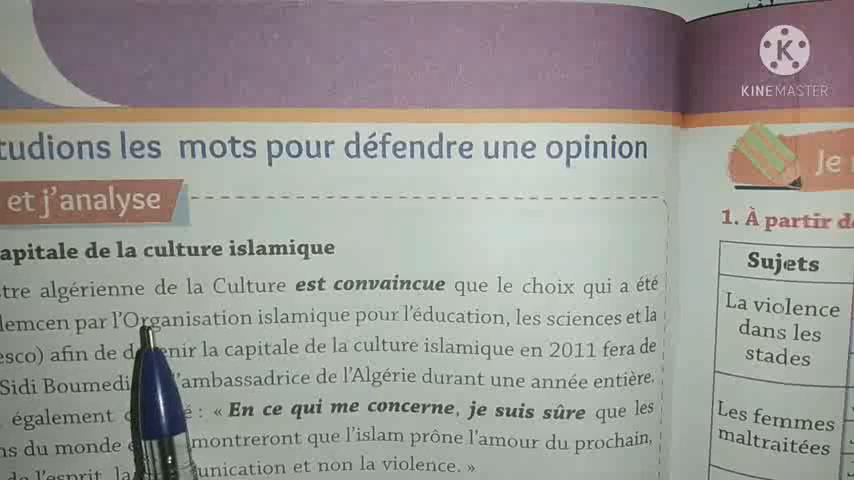 KINEMASTER
tudions les mots pour défendre une opinion
et j'analyse
Je
1. À partir d
apitale de la culture islamique
Sujets
tre algérienne de la Culture est convaincue que le choix qui a été
lemcen par l'Organisation islamique pour l'éducation, les sciences et la
esco) afin de enir la capitale de la culture islamique en 2011 fera de
Sidi Boumedi 'ambassadrice de l'Algérie durant une année entière.
également : « En ce qui me concerne, je suis sûre que les
ns du monde montreront que l'islam prône l'amour du prochain,
de l'esprit, la unication et non la violence. »
La violence
dans les
stades
Les femmes
maltraitées